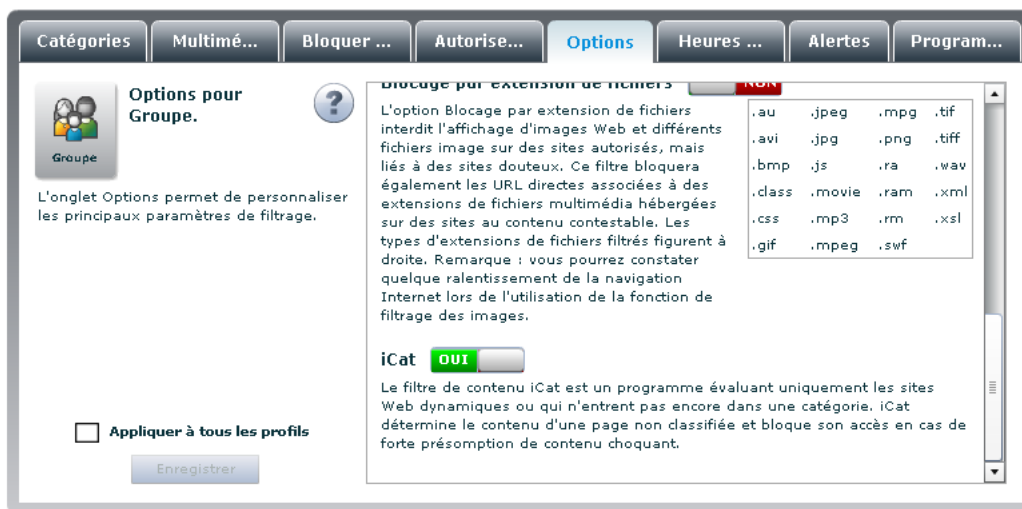 Catégories Multimé... Bloquer ... Autorise... Options Heures ... Alertes Program...
Options pour
Groupe.
?
Groupe
L'onglet Options permet de personnaliser
les principaux paramètres de filtrage.
Appliquer à tous les profils
Enregistrer
Blocage par extension de fichiers NON
L'option Blocage par extension de fichiers
interdit l'affichage d'images Web et différents
fichiers image sur des sites autorisés, mais
liés à des sites douteux. Ce filtre bloquera
également les URL directes associées à des
extensions de fichiers multimédia hébergées
sur des sites au contenu contestable. Les
types d'extensions de fichiers filtrés figurent à
droite. Remarque : vous pourrez constater
quelque ralentissement de la navigation
Internet lors de l'utilisation de la fonction de
filtrage des images.
.au .jpeg .mpg .tif
.avi .jpg .png .tiff
.bmp .js .ra .wav
.class .movie .ram .xml
.css .mp3 .rm .xsl
.gif .mpeg .swf
iCat OUI
Le filtre de contenu iCat est un programme évaluant uniquement les sites
Web dynamiques ou qui n'entrent pas encore dans une catégorie. iCat
détermine le contenu d'une page non classifiée et bloque son accès en cas de
forte présomption de contenu choquant.